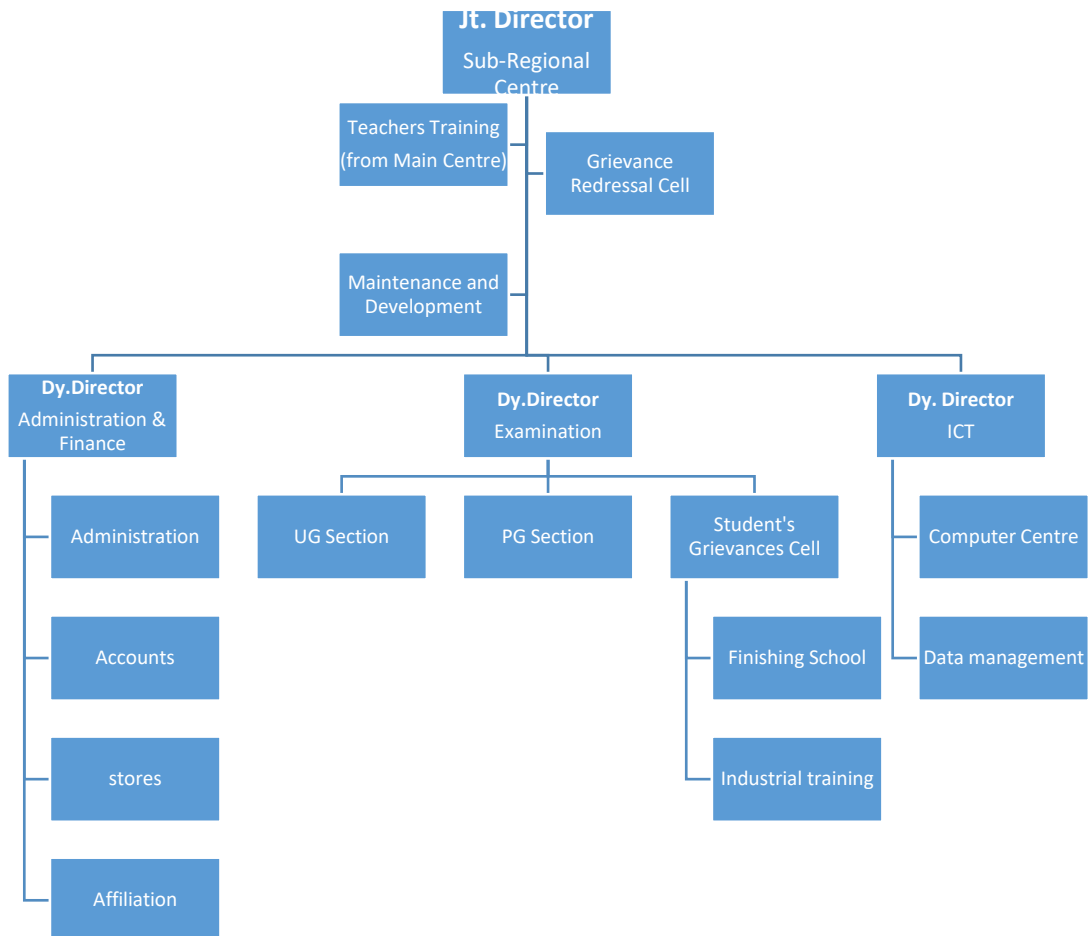 Jt. Director
Sub-Regional
Centre
Teachers Training
(from Main Centre)
Grievance
Redressal Cell
Maintenance and
Development
Dy.Director
Administration &
Finance
Dy.Director
Examination
Dy. Director
ICT
Administration
UG Section
PG Section
Student's
Grievances Cell
Computer Centre
Accounts
Finishing School
Data management
stores
Industrial training
Affiliation